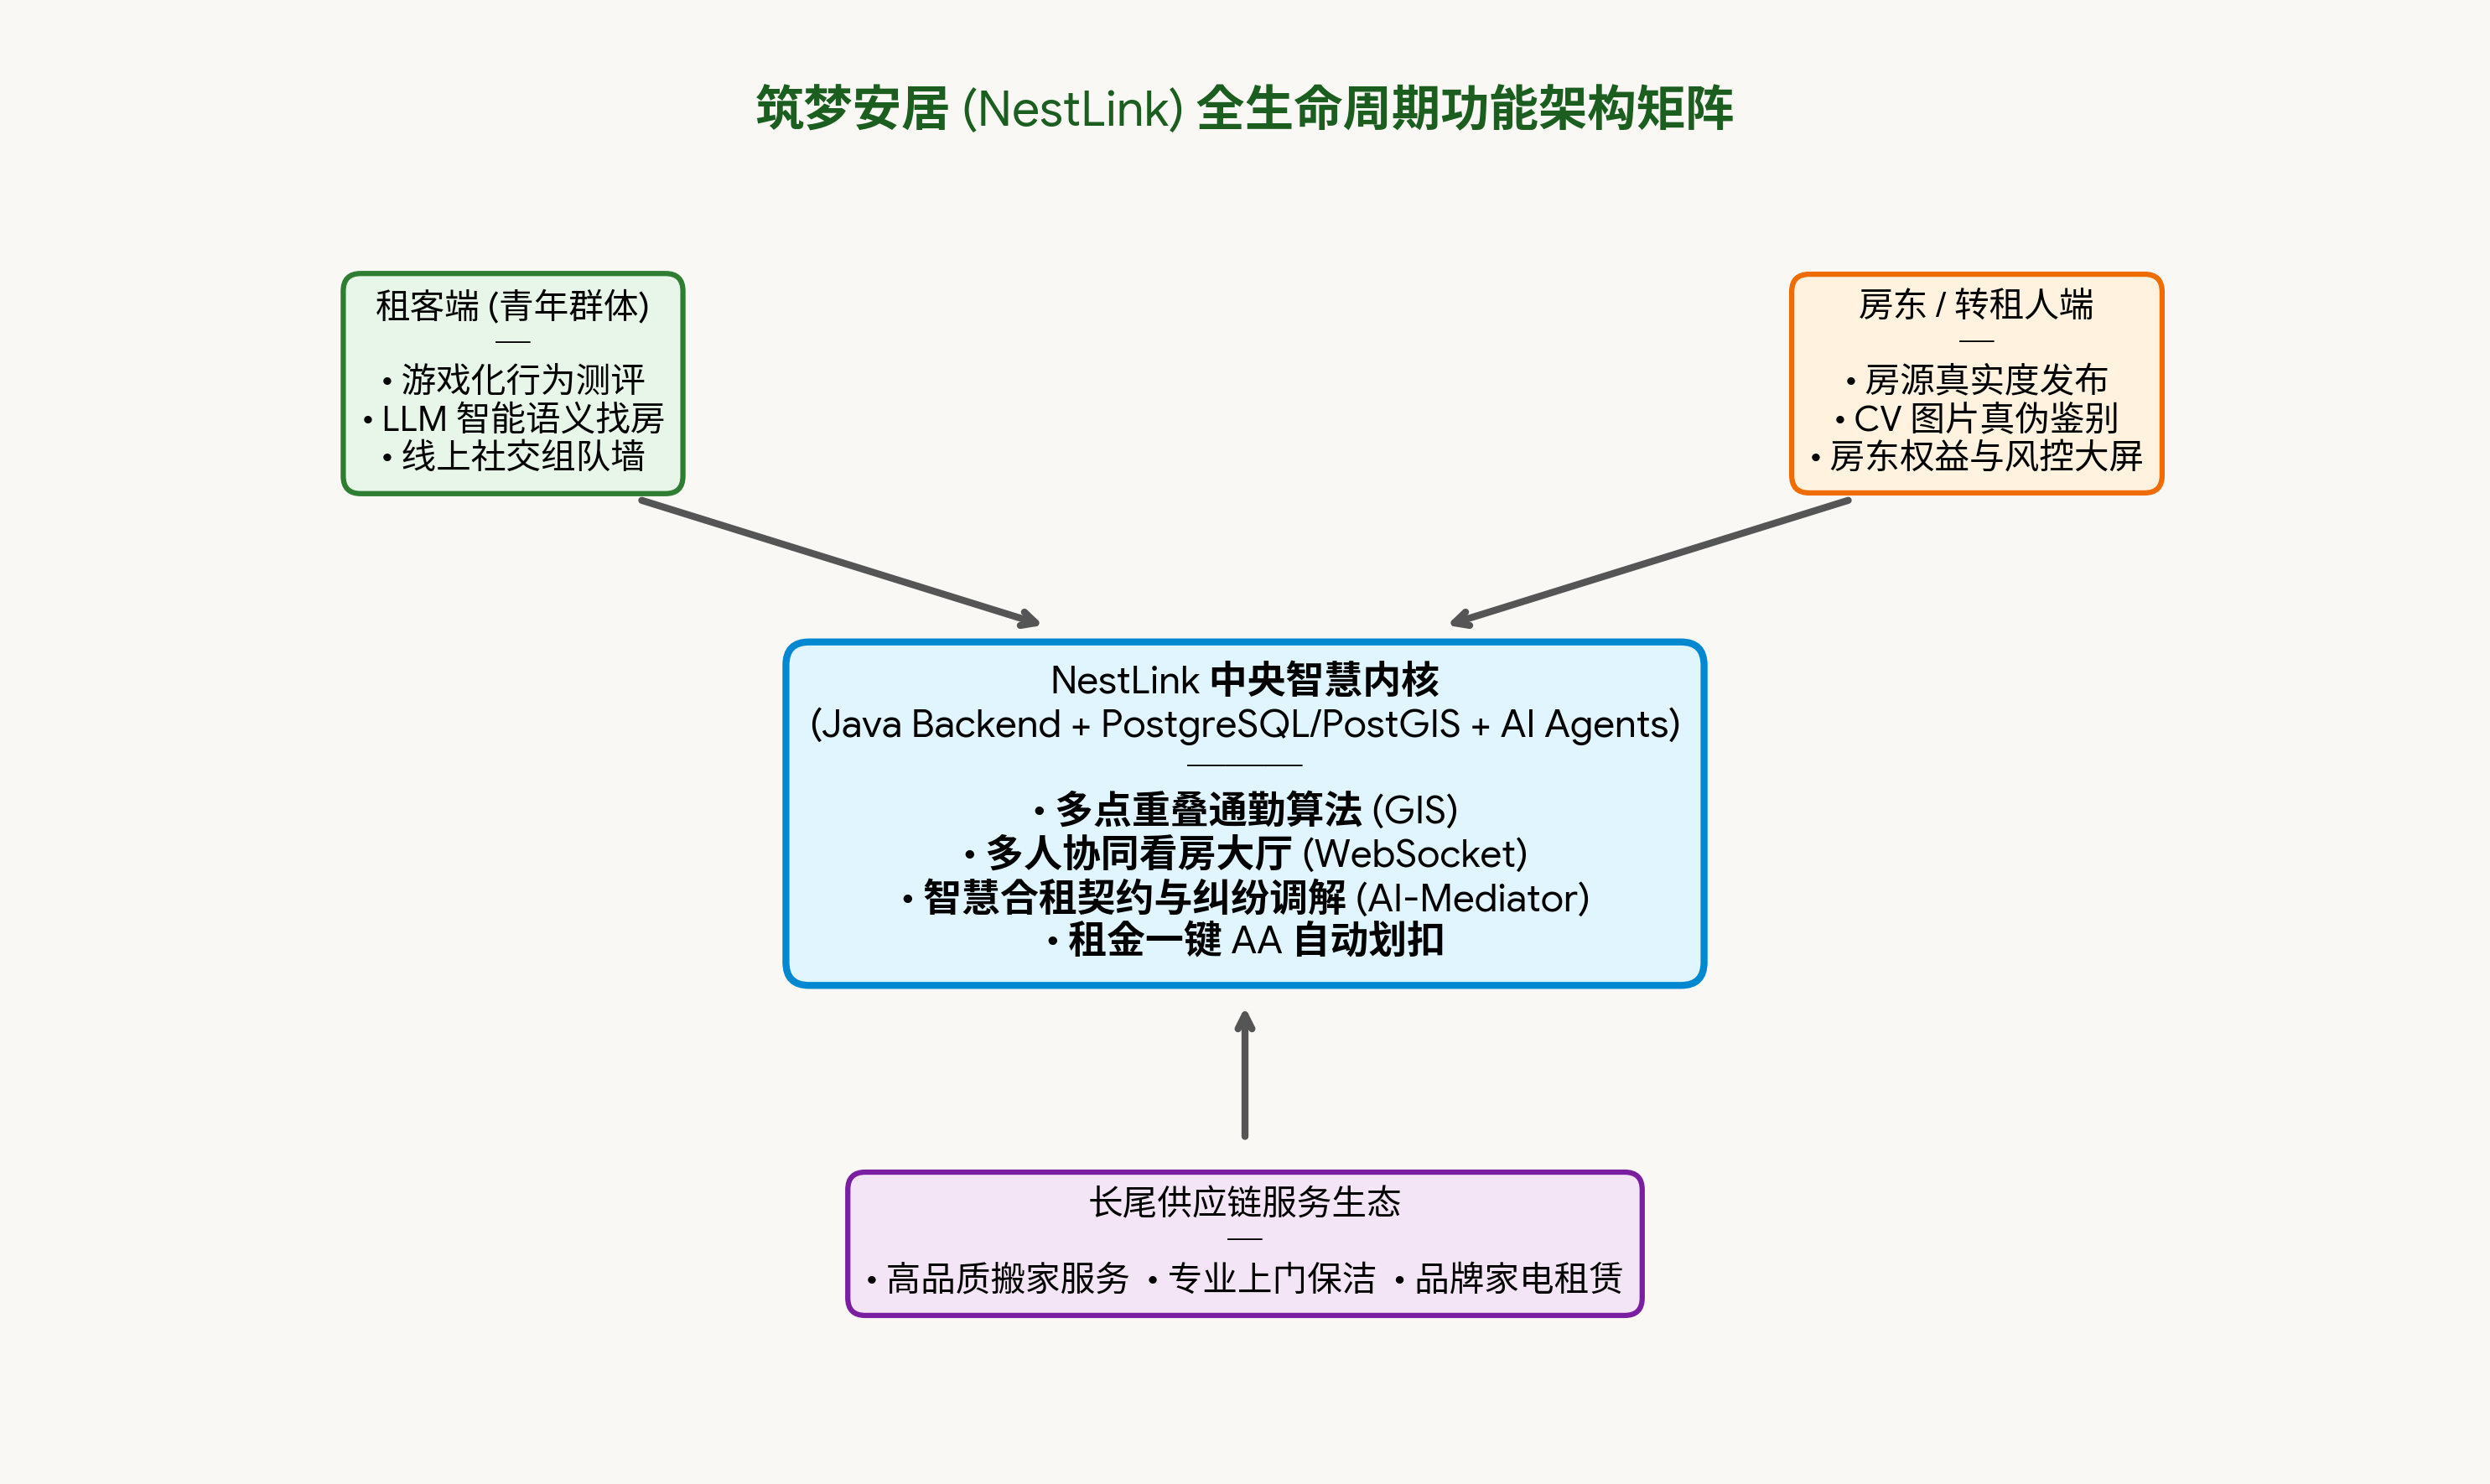 筑梦安居 (NestLink) 全生命周期功能架构矩阵
租客端 (青年群体)
—
• 游戏化行为测评
• LLM 智能语义找房
• 线上社交组队墙
房东 / 转租人端
—
• 房源真实度发布
• CV 图片真伪鉴别
• 房东权益与风控大屏
NestLink 中央智慧内核
(Java Backend + PostgreSQL/PostGIS + AI Agents)
———
• 多点重叠通勤算法 (GIS)
• 多人协同看房大厅 (WebSocket)
• 智慧合租契约与纠纷调解 (AI-Mediator)
• 租金一键 AA 自动划扣
长尾供应链服务生态
—
• 高品质搬家服务 • 专业上门保洁 • 品牌家电租赁